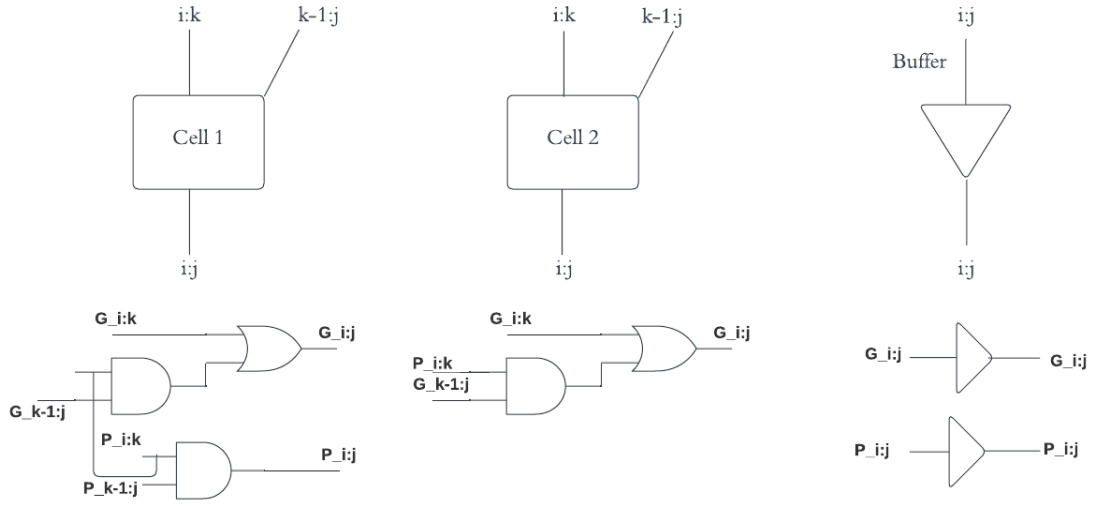 i:k
k-1:j
i:k
k-1:j
i:j
Buffer
Cell 1
Cell 2
i:j
i:j
i:j
G_i:k
G_i:j
G_k-1:j
P_i:k
P_k-1:j
P_i:j
G_i:k
P_i:k
G_k-1:j
G_i:j
G_i:j
G_i:j
P_i:j
P_i:j